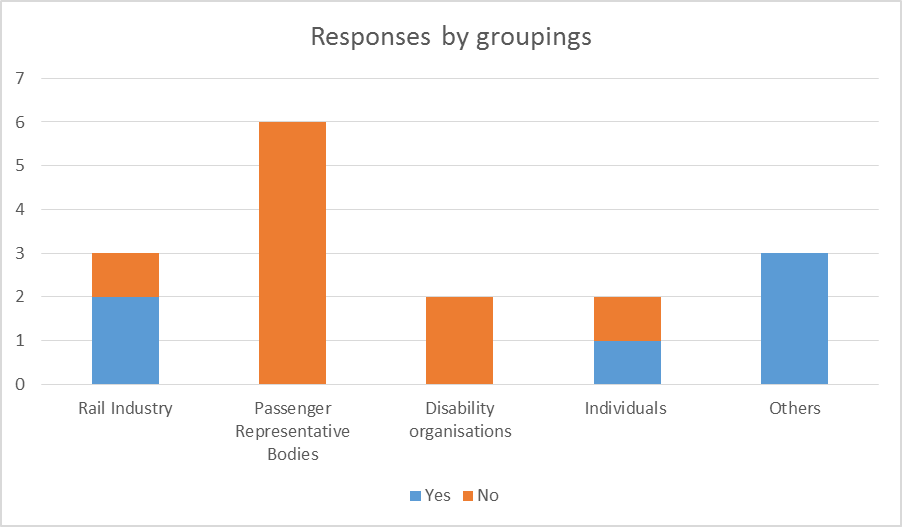 Responses by groupings
7
6
5
4
3
2
1
0
Rail Industry
Passenger
Representative
Bodies
Disability
organisations
Individuals
Others
Yes
No